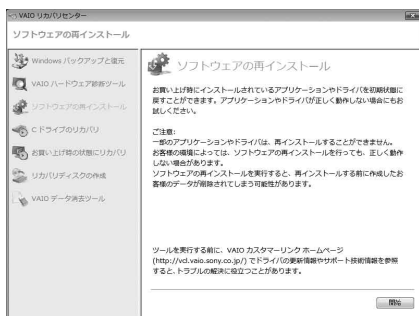 VAIO リカバリセンター
ソフトウェアの再インストール
Windows バックアップと復元
VAIO ハードウェア診断ツール
ソフトウェアの再インストール
C ドライブのリカバリ
お買い上げ時の状態にリカバリ
リカバリディスクの作成
VAIO データ消去ツール
ソフトウェアの再インストール
お買い上げ時にインストールされているアプリケーションやドライバを初期状態に
戻すことができます。アプリケーションやドライバが正しく動作しない場合にもお
試しください。
ご注意:
一部のアプリケーションやドライバは、再インストールすることができません。
お客様の環境によっては、ソフトウェアの再インストールを行っても、正しく動作
しない場合があります。
ソフトウェアの再インストールを実行すると、再インストールする前に作成したお
客様のデータが削除されてしまう可能性があります。
ツールを実行する前に、VAIO カスタマーリンク ホームページ
(http://vcl.vaio.sony.co.jp/) でドライバの更新情報やサポート技術情報を参照
すると、トラブルの解決に役立つことがあります。
開始